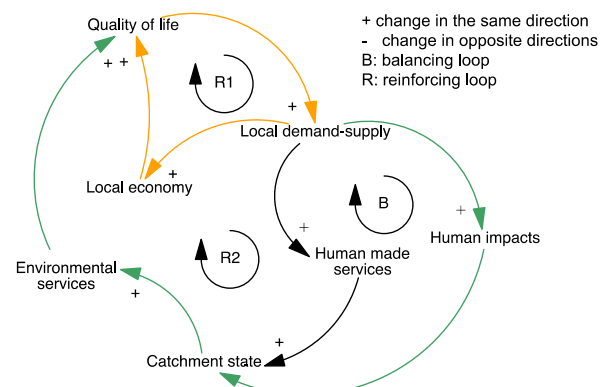 Quality of life
+ +
+ change in the same direction
- change in opposite directions
B: balancing loop
R: reinforcing loop
R1
+
Local demand-supply
+
Local economy
B
+
+
Human impacts
Human made
services
R2
Environmental
services
+
+
Catchment state